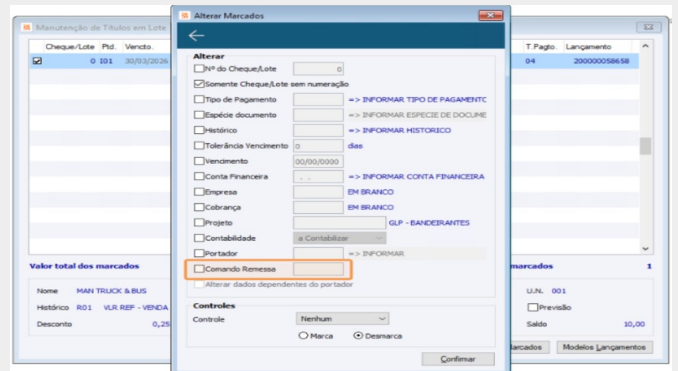 Manutenção de Títulos em Lote
Alterar Marcados
Cheque/Lote Ptd. Vencto.
T.Pagto. Lançamento
0 I01 30/03/2026
04 200000058658
Alterar
Nº do Cheque/Lote 0
Somente Cheque/Lote sem numeração
Tipo de Pagamento => INFORMAR TIPO DE PAGAMENTO
Espécie documento => INFORMAR ESPECIE DE DOCUME
Histórico => INFORMAR HISTORICO
Tolerância Vencimento 0 dias
Vencimento 00/00/0000
Conta Financeira . . => INFORMAR CONTA FINANCEIRA
Empresa EM BRANCO
Cobrança EM BRANCO
Projeto GLP - BANDEIRANTES
Contabilidade a Contabilizar
Portador => INFORMAR
Comando Remessa
Alterar dados dependentes do portador
Controles
Controle Nenhum
Marca Desmarca
Confirmar
Valor total dos marcados
marcados 1
Nome MAN TRUCK & BUS
U.N. 001
Histórico R01 VLR REF - VENDA
Previsão
Desconto 0,25
Saldo 10,00
Marcados Modelos Lançamentos